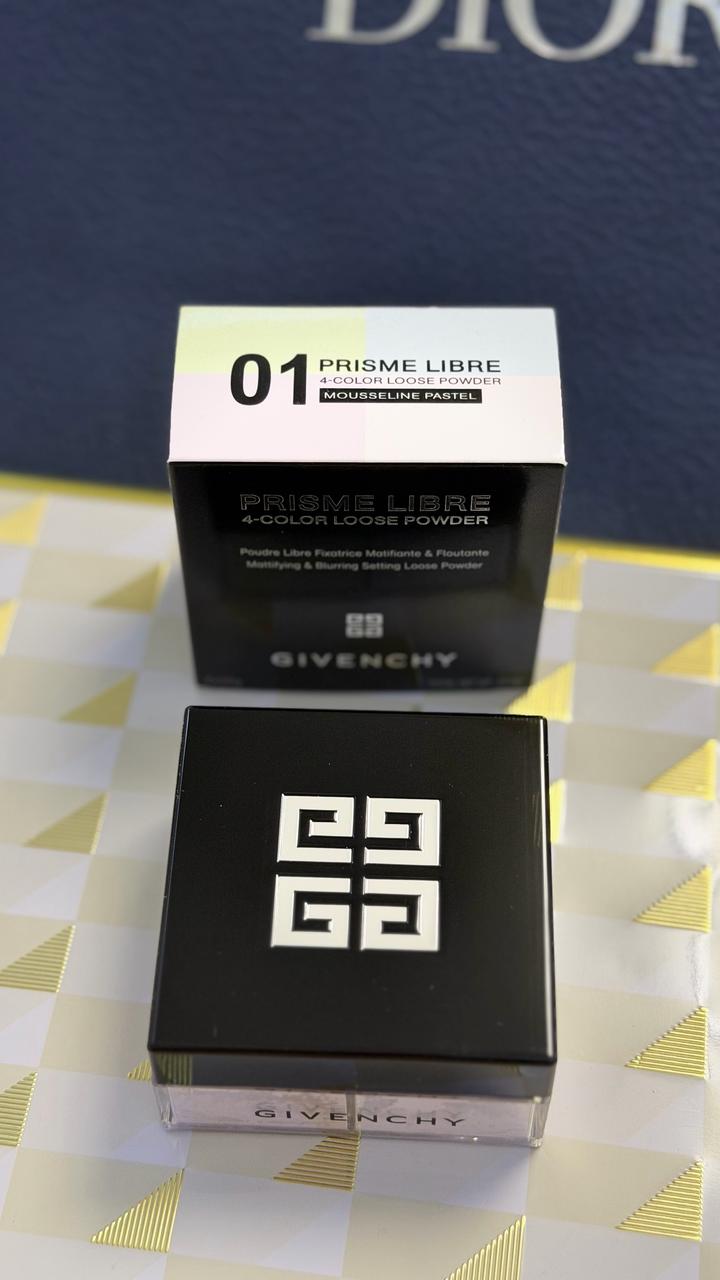 DIOR
01 PRISME LIBRE
4-COLOR LOOSE POWDER
MOUSSELINE PASTEL
PRISME LIBRE
4-COLOR LOOSE POWDER
Poudre Libre Fixatrice Matifiante & Floutante
Mattifying & Blurring Setting Loose Powder
GIVENCHY
GIVENCHY